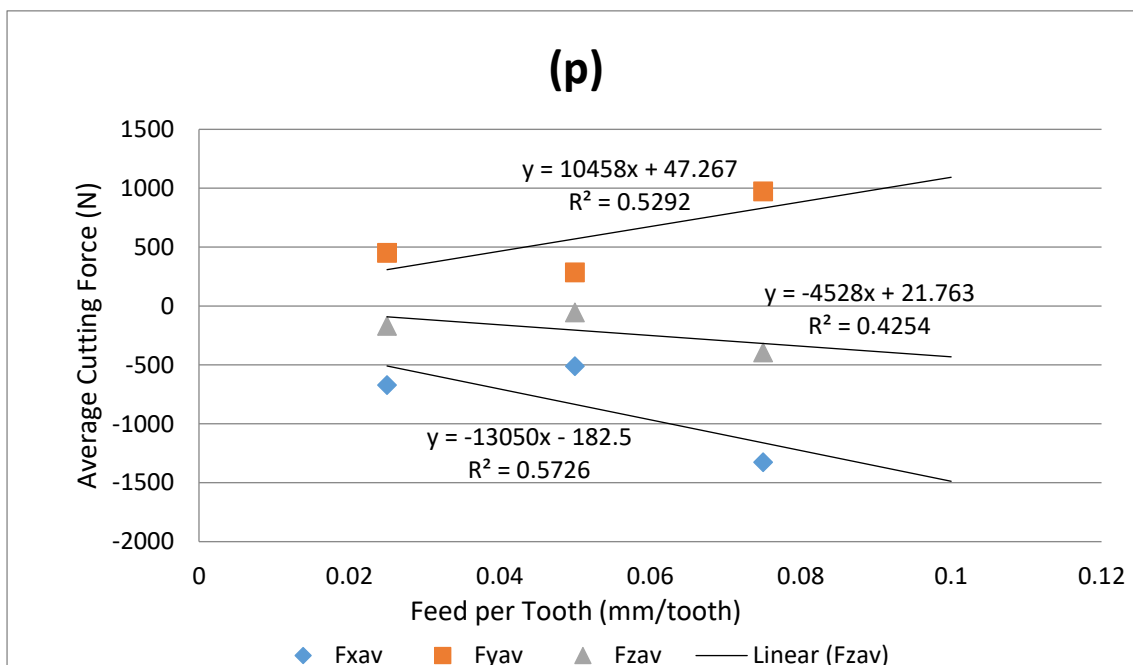 (p)
1500
1000
500
0
-500
-1000
-1500
-2000
Average Cutting Force (N)
y = 10458x + 47.267
R² = 0.5292
y = -4528x + 21.763
R² = 0.4254
y = -13050x - 182.5
R² = 0.5726
0 0.02 0.04 0.06 0.08 0.1 0.12
Feed per Tooth (mm/tooth)
Fxav Fyav Fzav Linear (Fzav)